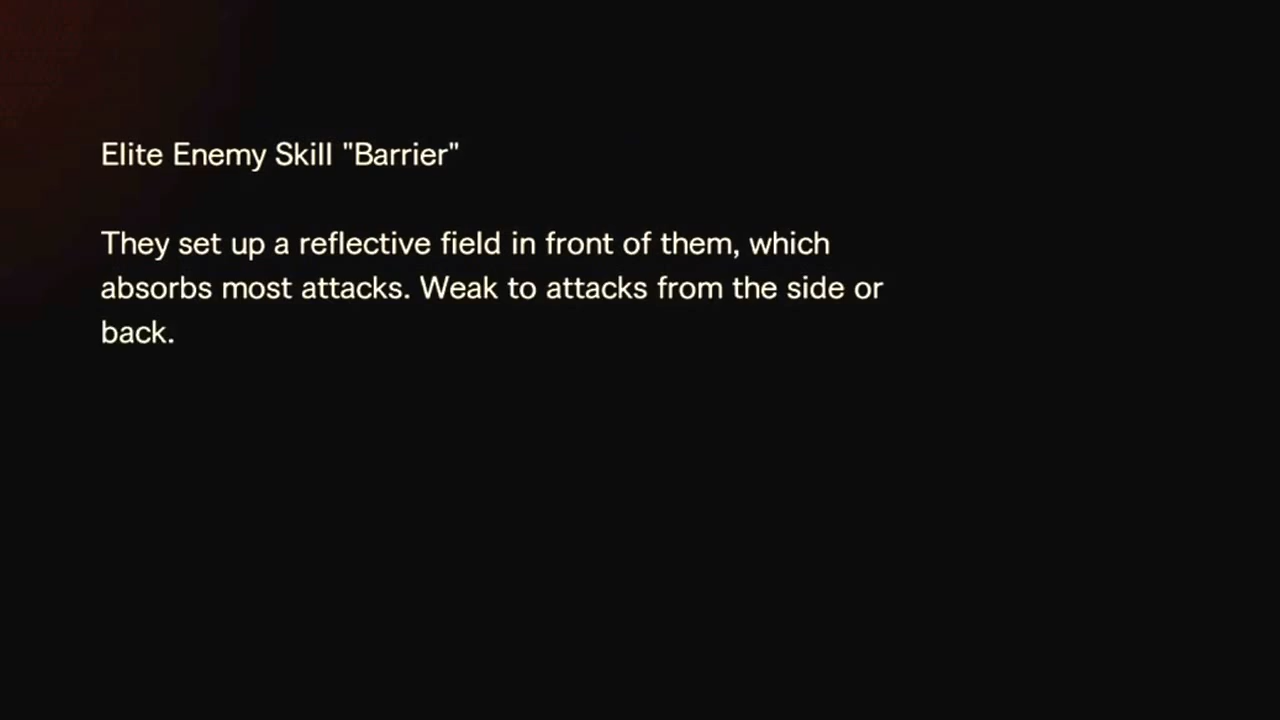 Elite Enemy Skill "Barrier"
They set up a reflective field in front of them, which
absorbs most attacks. Weak to attacks from the side or
back.